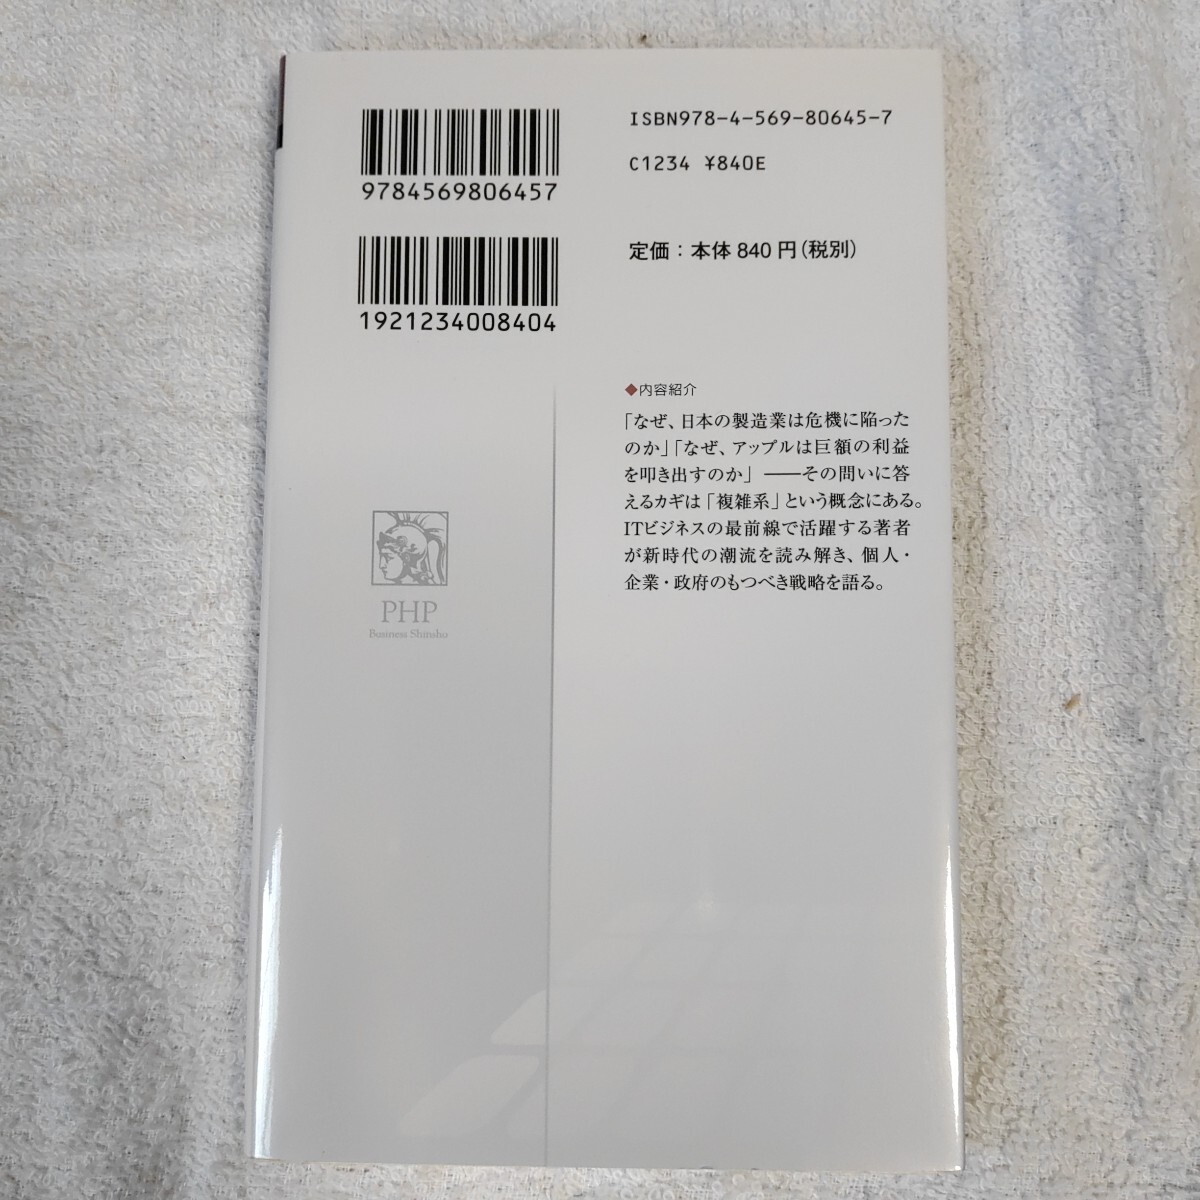 9784569806457
1921234008404
ISBN978-4-569-80645-7
C1234 ¥840E
定価：本体 840 円（税別）
◆内容紹介
「なぜ、日本の製造業は危機に陥った
のか」「なぜ、アップルは巨額の利益
を叩き出すのか」――その問いに答
えるカギは「複雑系」という概念にある。
ITビジネスの最前線で活躍する著者
が新時代の潮流を読み解き、個人・
企業・政府のもつべき戦略を語る。
PHP
Business Shinsho